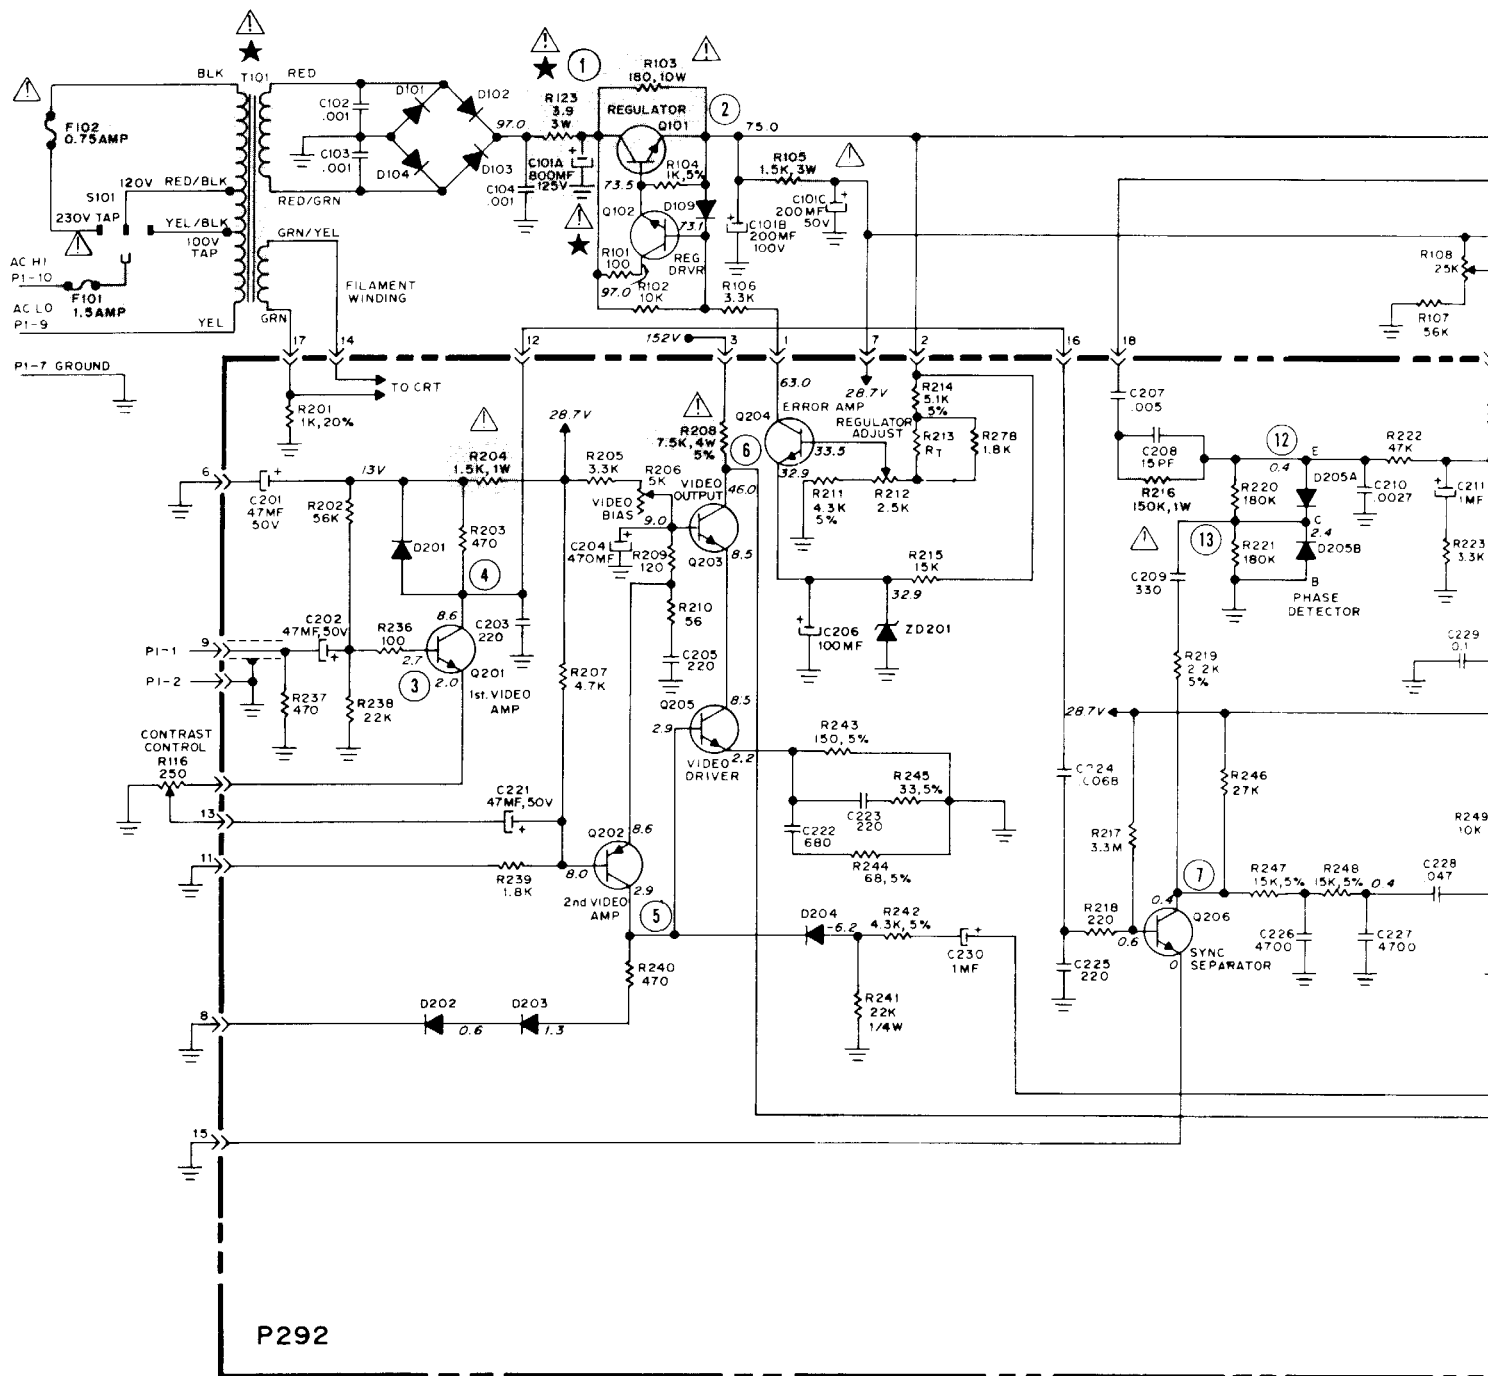 BLK
T101
RED
F102
0.75AMP
C102
.001
C103
.001
D101
D102
D104
D103
97.0
R123
3.9
3W
1
R103
180,10W
REGULATOR
Q101
2
75.0
C101A
800MF
125V
C104
.001
73.5
R104
1K,5%
Q102
D109
73.1
REG
DRVR
R101
100
97.0
R102
10K
R106
3.3K
R105
1.5K, 3W
C101B
200MF
100V
C101C
200MF
50V
R108
25K
R107
56K
120V
RED/BLK
S101
230V TAP
YEL/BLK
100V
TAP
RED/GRN
GRN/YEL
FILAMENT
WINDING
GRN
YEL
AC HI
P1-10
F101
1.5AMP
AC LO
P1-9
P1-7 GROUND
17
14
12
152V
3
1
7
2
16
18
TO CRT
R201
1K,20%
28.7V
63.0
28.7V
Q204
ERROR AMP
REGULATOR
ADJUST
33.5
32.9
R214
5.1K
5%
R213
RT
R278
1.8K
R211
4.3K
5%
R212
2.5K
C207
.005
C208
15PF
R216
150K,1W
12
0.4
E
D205A
R222
47K
R220
180K
C210
.0027
C211
1MF
C
2.4
13
R221
180K
D205B
B
PHASE
DETECTOR
R223
3.3K
6
C201
47MF
50V
13V
R204
1.5K, 1W
R202
56K
D201
R203
470
4
R205
3.3K
R206
5K
VIDEO
BIAS
R208
7.5K, 4W
5%
6
VIDEO
OUTPUT
46.0
9.0
C204
470MF
R209
120
Q203
8.5
R215
15K
32.9
R210
56
C205
220
C206
100MF
ZD201
C209
330
R219
2.2K
5%
C229
0.1
9
P1-1
P1-2
C202
47MF,50V
R236
100
2.7
8.6
3
2.0
Q201
1st. VIDEO
AMP
C203
220
R207
4.7K
R237
470
R238
22K
Q205
8.5
2.9
2.2
VIDEO
DRIVER
R243
150, 5%
R245
33,5%
C223
220
C222
680
R244
68,5%
28.7V
C224
.0068
R246
27K
R217
3.3M
R249
10K
CONTRAST
CONTROL
R116
250
13
C221
47MF,50V
11
R239
1.8K
Q202
8.6
8.0
2.9
2nd VIDEO
AMP
5
D204
-6.2
R242
4.3K, 5%
C230
1MF
R218
220
0.6
7
0.4
Q206
0
SYNC
SEPARATOR
R247
15K,5%
R248
15K,5%
0.4
C228
.047
C226
4700
C227
4700
C225
220
R240
470
R241
22K
1/4W
8
D202
0.6
D203
1.3
15
P292